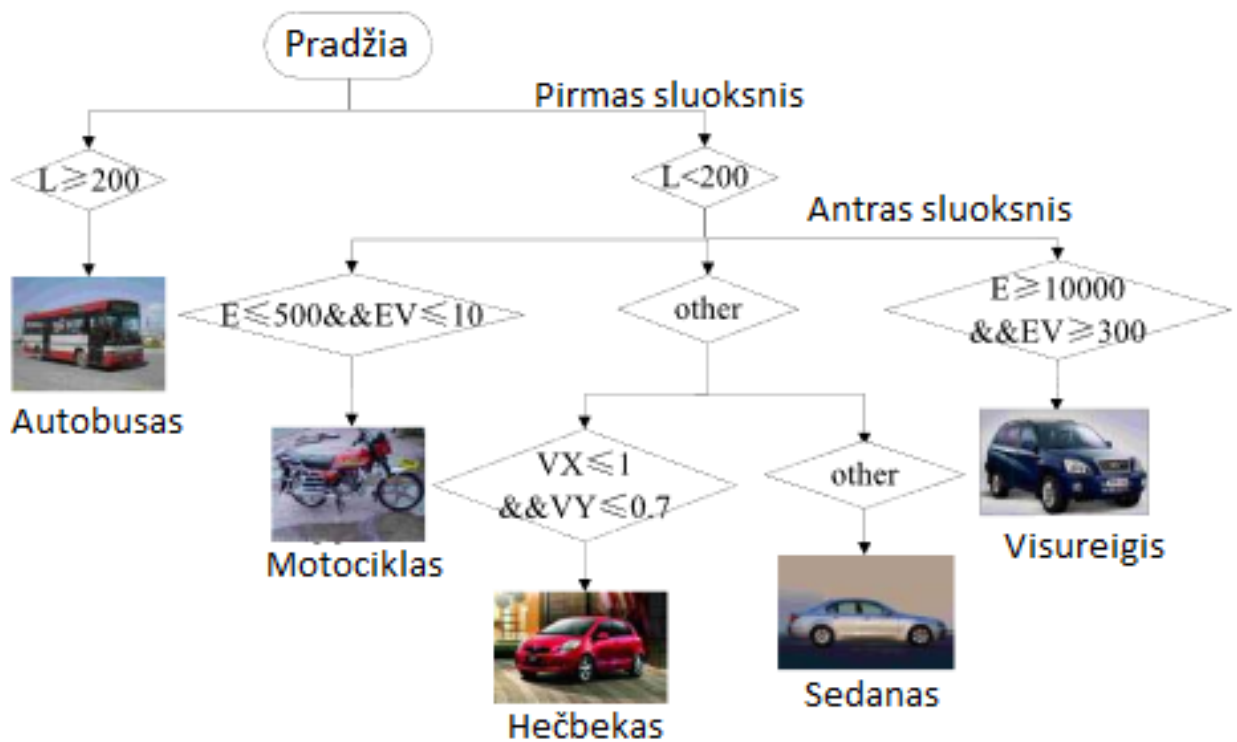 Pradžia
Pirmas sluoksnis
L≥200
L<200
Antras sluoksnis
E≤500&&EV≤10
other
E≥10000
&&EV≥300
Autobusas
Motociklas
VX≤1
&&VY≤0.7
other
Visureigis
Hečbekas
Sedanas